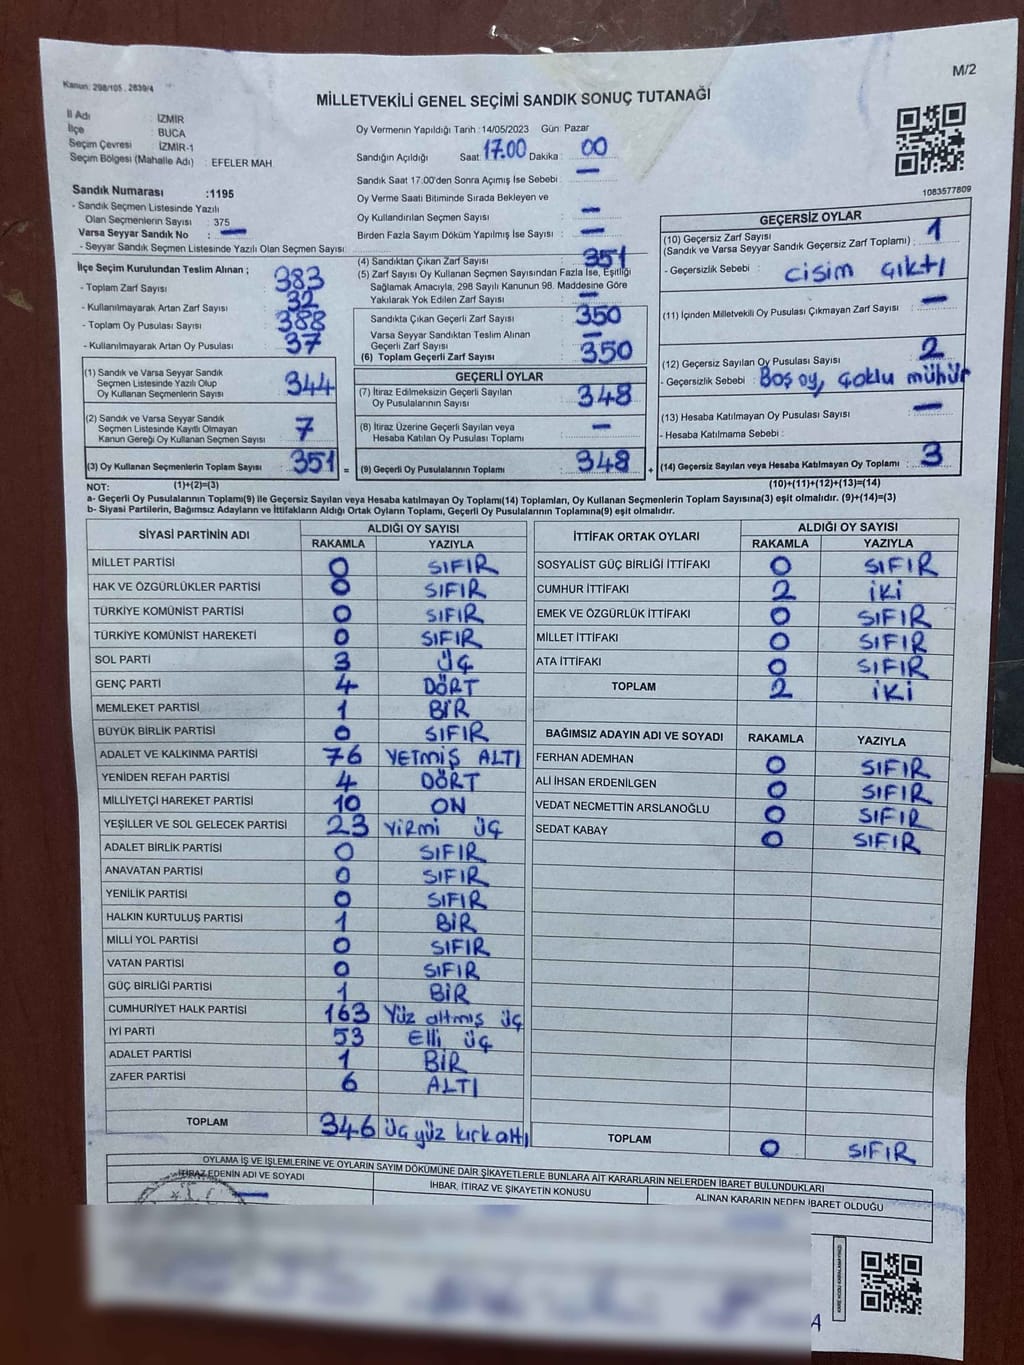 M/2
Kanun: 298/105, 2839/4
MİLLETVEKİLİ GENEL SEÇİMİ SANDIK SONUÇ TUTANAĞI
İl Adı : İZMİR
İlçe : BUCA
Seçim Çevresi : İZMİR-1
Seçim Bölgesi (Mahalle Adı) : EFELER MAH.
Oy Vermenin Yapıldığı Tarih : 14/05/2023 Gün: Pazar
Sandığın Açıldığı Saat: 17.00 Dakika : 00
Sandık Saat 17.00'den Sonra Açımış İse Sebebi : —
Oy Verme Saati Bitiminde Sırada Bekleyen ve
Oy Kullandırılan Seçmen Sayısı : —
Birden Fazla Sayım Döküm Yapılmış İse Sayısı : —
1083577809
Sandık Numarası :1195
- Sandık Seçmen Listesinde Yazılı
Olan Seçmenlerin Sayısı : 375
Varsa Seyyar Sandık No : —
- Seyyar Sandık Seçmen Listesinde Yazılı Olan Seçmen Sayısı
İlçe Seçim Kurulundan Teslim Alınan ;
- Toplam Zarf Sayısı : 383
- Kullanılmayarak Artan Zarf Sayısı : 32
- Toplam Oy Pusulası Sayısı : 388
- Kullanılmayarak Artan Oy Pusulası : 37
(1) Sandık ve Varsa Seyyar Sandık
Seçmen Listesinde Yazılı Olup
Oy Kullanan Seçmenlerin Sayısı : 344
(2) Sandık ve Varsa Seyyar Sandık
Seçmen Listesinde Kayıtlı Olmayan
Kanun Gereği Oy Kullanan Seçmen Sayısı : 7
(3) Oy Kullanan Seçmenlerin Toplam Sayısı : 351 =
(1)+(2)=(3)
(4) Sandıktan Çıkan Zarf Sayısı : 351
(5) Zarf Sayısı Oy Kullanan Seçmen Sayısından Fazla İse, Eşitliği
Sağlamak Amacıyla, 298 Sayılı Kanunun 98. Maddesine Göre
Yakılarak Yok Edilen Zarf Sayısı : —
Sandıkta Çıkan Geçerli Zarf Sayısı : 350
Varsa Seyyar Sandıktan Teslim Alınan
Geçerli Zarf Sayısı : —
(6) Toplam Geçerli Zarf Sayısı : 350
GEÇERLİ OYLAR
(7) İtiraz Edilmeksizin Geçerli Sayılan
Oy Pusulalarının Sayısı : 348
(8) İtiraz Üzerine Geçerli Sayılan veya
Hesaba Katılan Oy Pusulası Toplamı : —
(9) Geçerli Oy Pusulalarının Toplamı : 348 +
GEÇERSİZ OYLAR
(10) Geçersiz Zarf Sayısı
(Sandık ve Varsa Seyyar Sandık Geçersiz Zarf Toplamı) : 1
- Geçersizlik Sebebi : cisim çıktı
(11) İçinden Milletvekili Oy Pusulası Çıkmayan Zarf Sayısı : —
(12) Geçersiz Sayılan Oy Pusulası Sayısı : 2
- Geçersizlik Sebebi : Boş oy, çoklu mühür
(13) Hesaba Katılmayan Oy Pusulası Sayısı : —
- Hesaba Katılmama Sebebi :
(14) Geçersiz Sayılan veya Hesaba Katılmayan Oy Toplamı : 3
(10)+(11)+(12)+(13)=(14)
NOT:
a- Geçerli Oy Pusulalarının Toplamı(9) ile Geçersiz Sayılan veya Hesaba katılmayan Oy Toplamı(14) Toplamları, Oy Kullanan Seçmenlerin Toplam Sayısına(3) eşit olmalıdır. (9)+(14)=(3)
b- Siyasi Partilerin, Bağımsız Adayların ve İttifakların Aldığı Ortak Oyların Toplamı, Geçerli Oy Pusulalarının Toplamına(9) eşit olmalıdır.
SİYASİ PARTİNİN ADI ALDIĞI OY SAYISI
RAKAMLA YAZIYLA
MİLLET PARTİSİ 0 SIFIR
HAK VE ÖZGÜRLÜKLER PARTİSİ 0 SIFIR
TÜRKİYE KOMÜNİST PARTİSİ 0 SIFIR
TÜRKİYE KOMÜNİST HAREKETİ 0 SIFIR
SOL PARTİ 3 ÜÇ
GENÇ PARTİ 4 DÖRT
MEMLEKET PARTİSİ 1 BİR
BÜYÜK BİRLİK PARTİSİ 0 SIFIR
ADALET VE KALKINMA PARTİSİ 76 YETMİŞ ALTI
YENİDEN REFAH PARTİSİ 4 DÖRT
MİLLİYETÇİ HAREKET PARTİSİ 10 ON
YEŞİLLER VE SOL GELECEK PARTİSİ 23 Yirmi üç
ADALET BİRLİK PARTİSİ 0 SIFIR
ANAVATAN PARTİSİ 0 SIFIR
YENİLİK PARTİSİ 0 SIFIR
HALKIN KURTULUŞ PARTİSİ 1 BİR
MİLLİ YOL PARTİSİ 0 SIFIR
VATAN PARTİSİ 0 SIFIR
GÜÇ BİRLİĞİ PARTİSİ 1 BİR
CUMHURİYET HALK PARTİSİ 163 Yüz altmış üç
İYİ PARTİ 53 Elli üç
ADALET PARTİSİ 1 BİR
ZAFER PARTİSİ 6 ALTI
TOPLAM 346 üç yüz kırk altı
İTTİFAK ORTAK OYLARI ALDIĞI OY SAYISI
RAKAMLA YAZIYLA
SOSYALİST GÜÇ BİRLİĞİ İTTİFAKI 0 SIFIR
CUMHUR İTTİFAKI 2 İKİ
EMEK VE ÖZGÜRLÜK İTTİFAKI 0 SIFIR
MİLLET İTTİFAKI 0 SIFIR
ATA İTTİFAKI 0 SIFIR
TOPLAM 2 İKİ
BAĞIMSIZ ADAYIN ADI VE SOYADI RAKAMLA YAZIYLA
FERHAN ADEMHAN 0 SIFIR
ALİ İHSAN ERDENİLGEN 0 SIFIR
VEDAT NECMETTİN ARSLANOĞLU 0 SIFIR
SEDAT KABAY 0 SIFIR
TOPLAM 0 SIFIR
OYLAMA İŞ VE İŞLEMLERİNE VE OYLARIN SAYIM DÖKÜMÜNE DAİR ŞİKAYETLERLE BUNLARA AİT KARARLARIN NELERDEN İBARET BULUNDUKLARI
İTİRAZ EDENİN ADI VE SOYADI İHBAR, İTİRAZ VE ŞİKAYETİN KONUSU ALINAN KARARIN NEDEN İBARET OLDUĞU
—
A